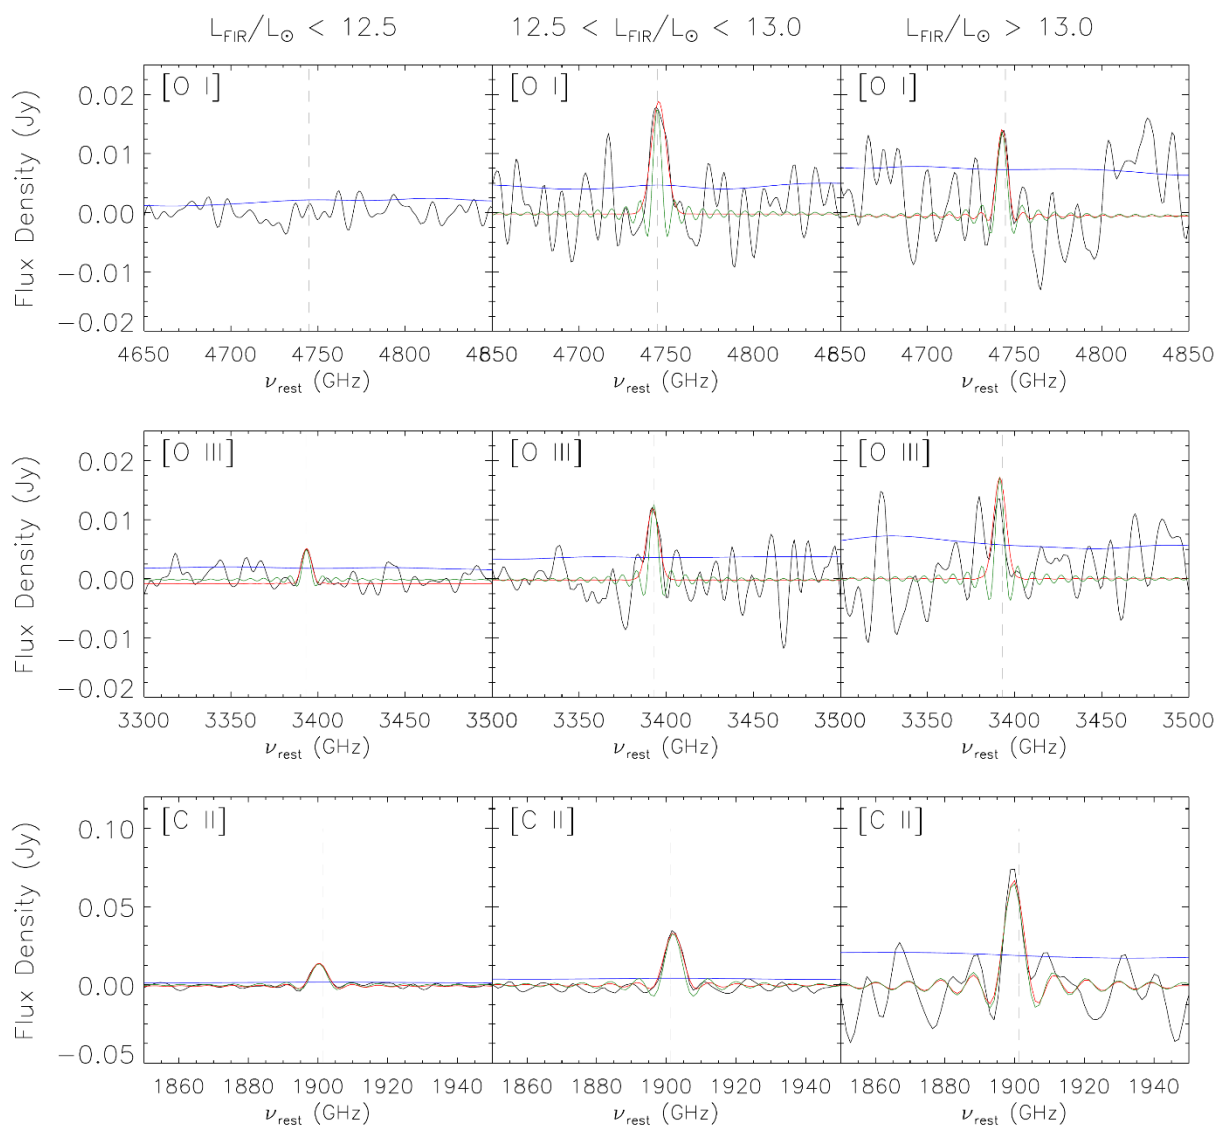 L_FIR/L_⊙ < 12.5 12.5 < L_FIR/L_⊙ < 13.0 L_FIR/L_⊙ > 13.0
[O I] [O I] [O I]
0.02
0.01
0.00
−0.01
−0.02
Flux Density (Jy)
4650 4700 4750 4800 4850 4700 4750 4800 4850 4700 4750 4800 4850
ν_rest (GHz) ν_rest (GHz) ν_rest (GHz)
[O III] [O III] [O III]
0.02
0.01
0.00
−0.01
−0.02
Flux Density (Jy)
3300 3350 3400 3450 3500 3350 3400 3450 3500 3350 3400 3450 3500
ν_rest (GHz) ν_rest (GHz) ν_rest (GHz)
[C II] [C II] [C II]
0.10
0.05
0.00
−0.05
Flux Density (Jy)
1860 1880 1900 1920 1940 1860 1880 1900 1920 1940 1860 1880 1900 1920 1940
ν_rest (GHz) ν_rest (GHz) ν_rest (GHz)